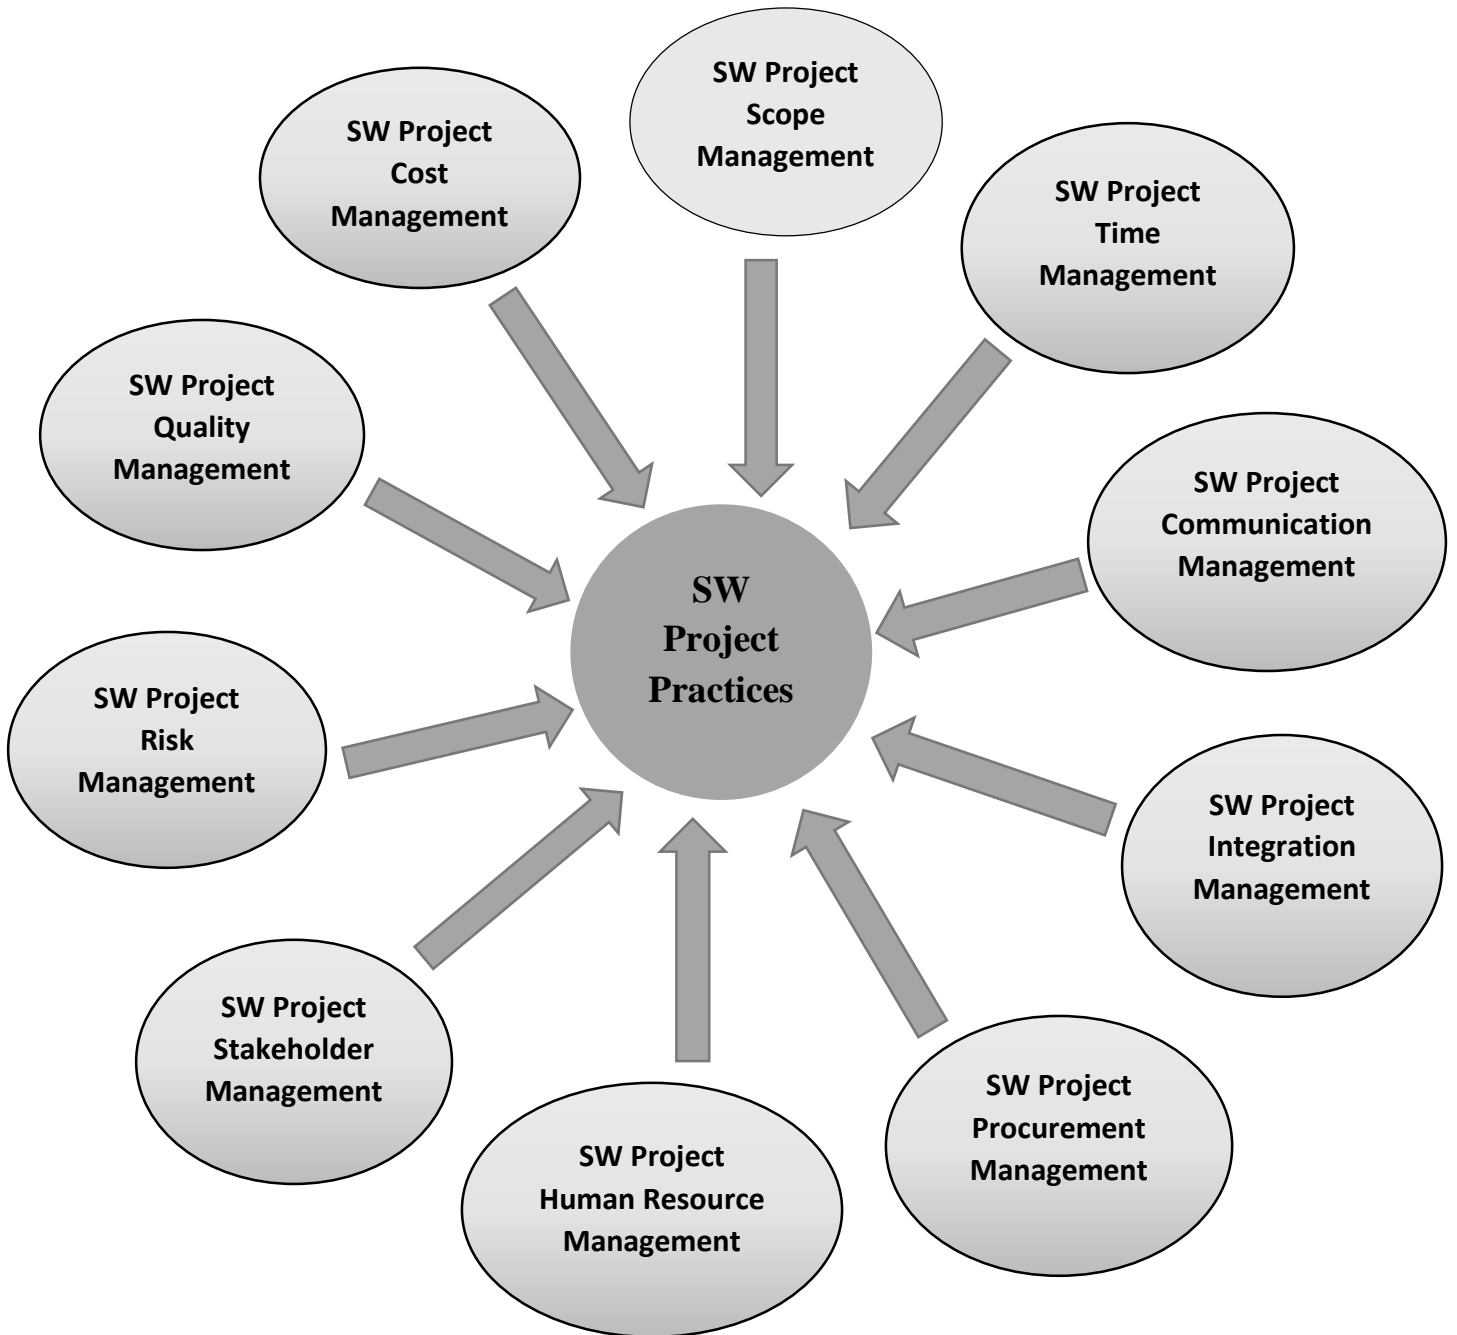 SW Project
Scope
Management
SW Project
Cost
Management
SW Project
Time
Management
SW Project
Quality
Management
SW Project
Communication
Management
SW
Project
Practices
SW Project
Risk
Management
SW Project
Integration
Management
SW Project
Stakeholder
Management
SW Project
Procurement
Management
SW Project
Human Resource
Management